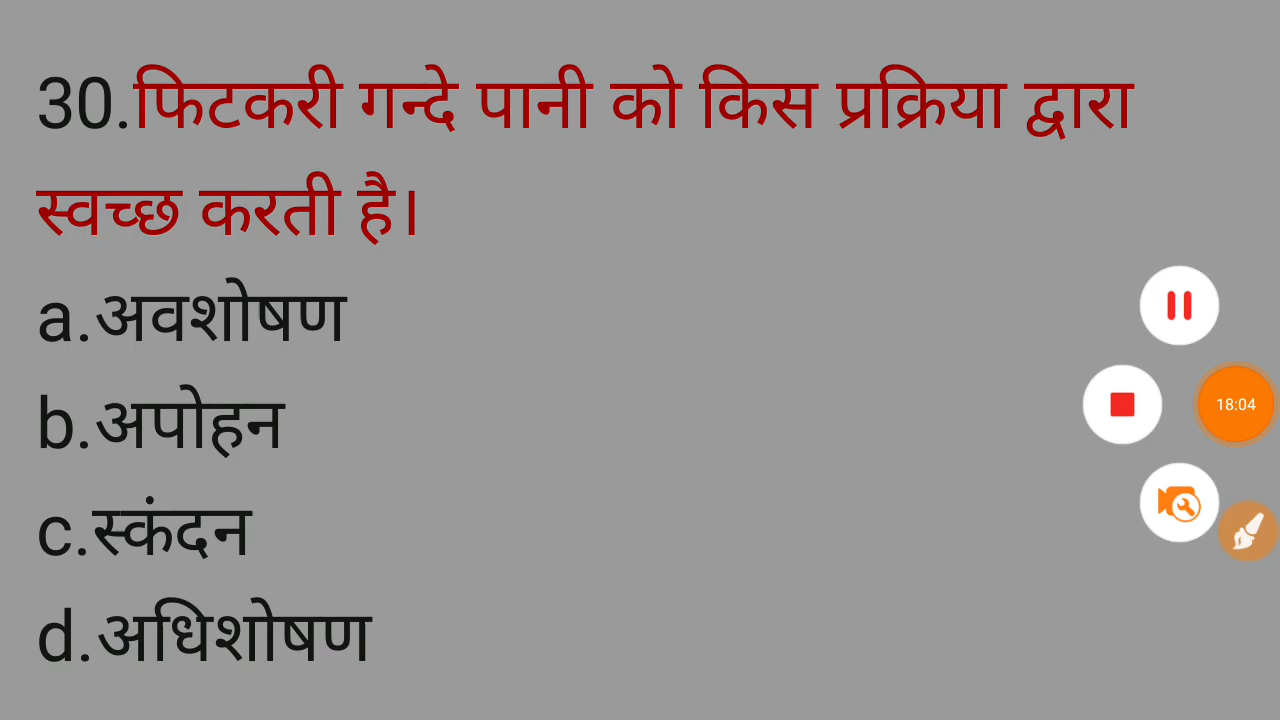 30.फिटकरी गन्दे पानी को किस प्रक्रिया द्वारा
स्वच्छ करती है।
a.अवशोषण
b.अपोहन
c.स्कंदन
d.अधिशोषण
18:04